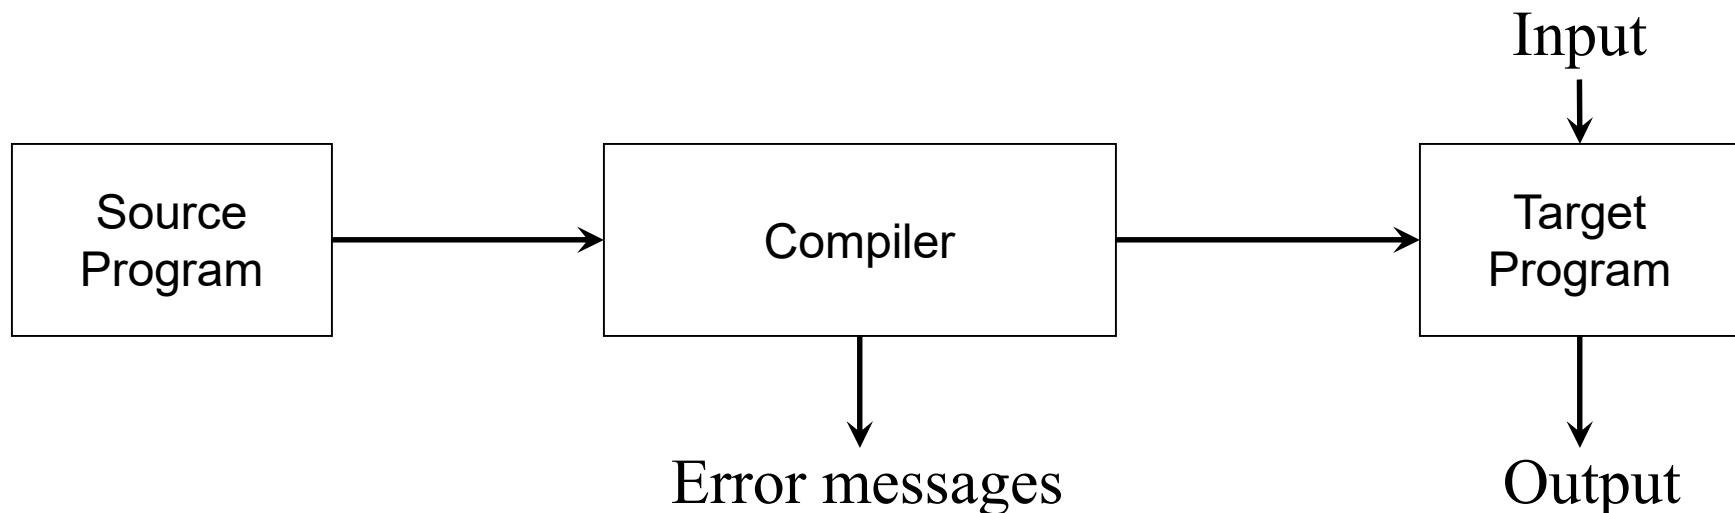 Input
Source
Program
Compiler
Target
Program
Error messages
Output